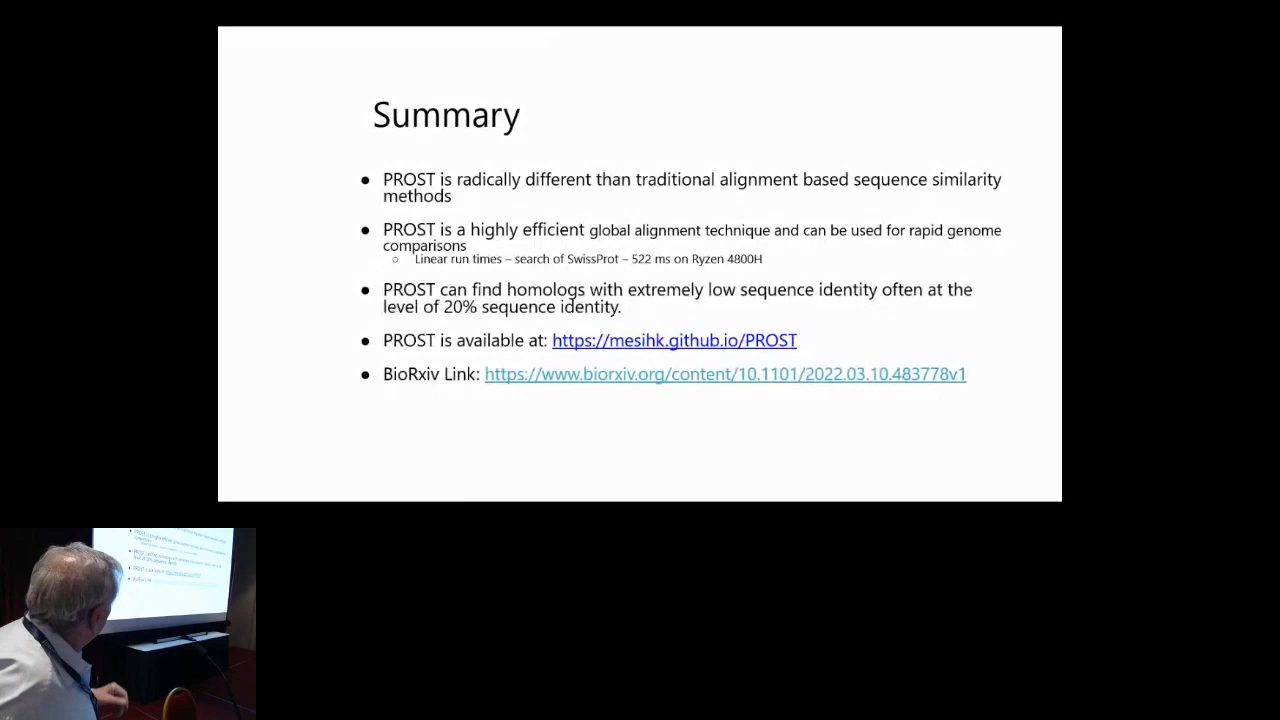 Summary
● PROST is radically different than traditional alignment based sequence similarity
methods
● PROST is a highly efficient global alignment technique and can be used for rapid genome
comparisons
○ Linear run times – search of SwissProt – 522 ms on Ryzen 4800H
● PROST can find homologs with extremely low sequence identity often at the
level of 20% sequence identity.
● PROST is available at: https://mesihk.github.io/PROST
● BioRxiv Link: https://www.biorxiv.org/content/10.1101/2022.03.10.483778v1